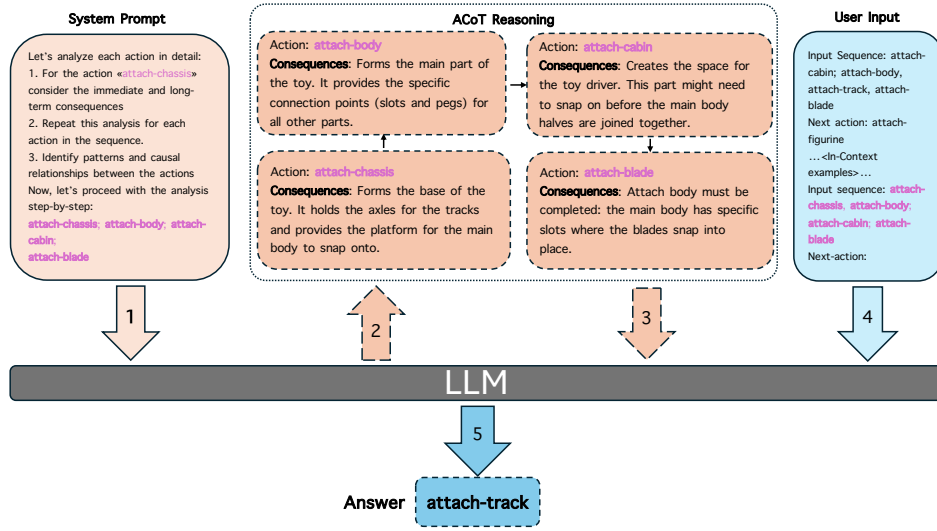 System Prompt
Let's analyze each action in detail:
1. For the action «attach-chassis»
consider the immediate and long-
term consequences
2. Repeat this analysis for each
action in the sequence.
3. Identify patterns and causal
relationships between the actions
Now, let's proceed with the analysis
step-by-step:
attach-chassis; attach-body; attach-
cabin;
attach-blade
ACoT Reasoning
Action: attach-body
Consequences: Forms the main part
of the toy. It provides the specific
connection points (slots and pegs) for
all other parts.
Action: attach-cabin
Consequences: Creates the space for
the toy driver. This part might need
to snap on before the main body
halves are joined together.
Action: attach-chassis
Consequences: Forms the base of the
toy. It holds the axles for the tracks
and provides the platform for the main
body to snap onto.
Action: attach-blade
Consequences: Attach body must be
completed: the main body has specific
slots where the blades snap into
place.
User Input
Input Sequence: attach-
cabin; attach-body,
attach-track, attach-
blade
Next action: attach-
figurine
...<In-Context
examples>...
Input sequence: attach-
chassis, attach-body;
attach-cabin; attach-
blade
Next-action:
1
2
3
4
LLM
5
Answer attach-track